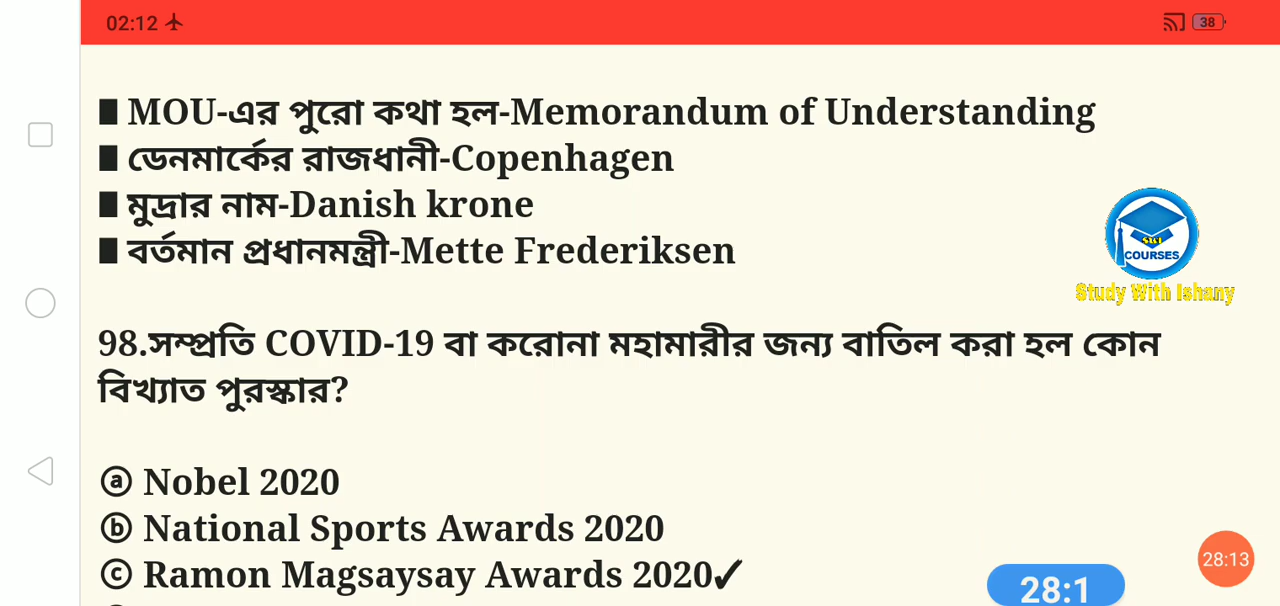 02:12
38
MOU-এর পুরো কথা হল-Memorandum of Understanding
ডেনমার্কের রাজধানী-Copenhagen
মুদ্রার নাম-Danish krone
বর্তমান প্রধানমন্ত্রী-Mette Frederiksen
COURSES
Study With Ishany
98.সম্প্রতি COVID-19 বা করোনা মহামারীর জন্য বাতিল করা হল কোন
বিখ্যাত পুরস্কার?
ⓐ Nobel 2020
ⓑ National Sports Awards 2020
ⓒ Ramon Magsaysay Awards 2020✓
28:13
28:1